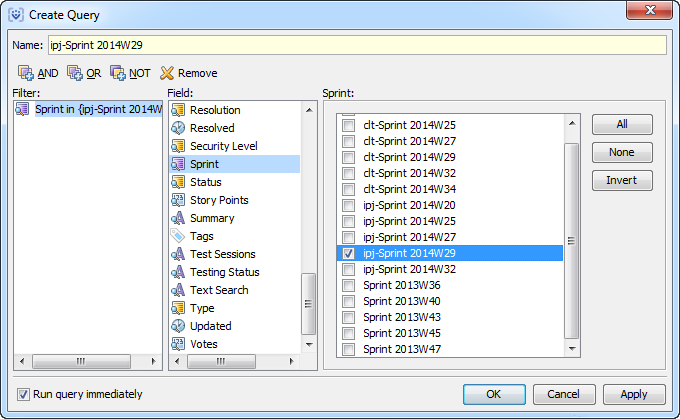 Create Query
Name: ipj-Sprint 2014W29
AND OR NOT Remove
Filter:
Sprint in {ipj-Sprint 2014W
Field:
Resolution
Resolved
Security Level
Sprint
Status
Story Points
Summary
Tags
Test Sessions
Testing Status
Text Search
Type
Updated
Votes
Sprint:
clt-Sprint 2014W25
clt-Sprint 2014W27
clt-Sprint 2014W29
clt-Sprint 2014W32
clt-Sprint 2014W34
ipj-Sprint 2014W20
ipj-Sprint 2014W25
ipj-Sprint 2014W27
ipj-Sprint 2014W29
ipj-Sprint 2014W32
Sprint 2013W36
Sprint 2013W40
Sprint 2013W43
Sprint 2013W45
Sprint 2013W47
All
None
Invert
Run query immediately
OK Cancel Apply